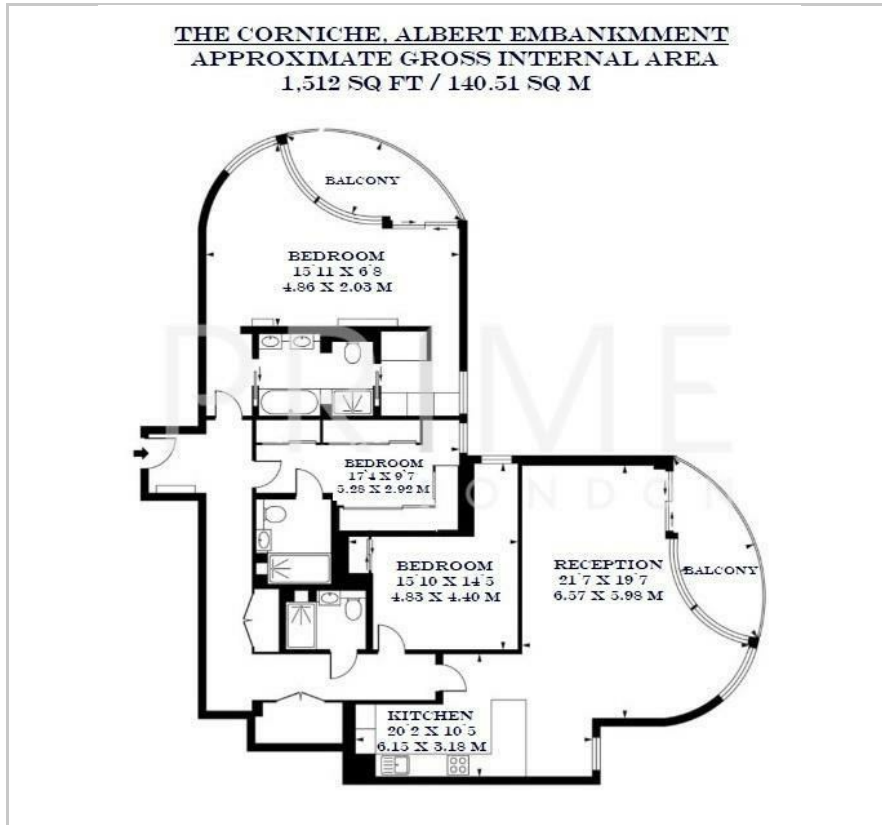 THE CORNICHE, ALBERT EMBANKMMENT
APPROXIMATE GROSS INTERNAL AREA
1,512 SQ FT / 140.51 SQ M
BALCONY
BEDROOM
15'11 X 6'8
4.86 X 2.03 M
PRIME
LONDON
BEDROOM
17'4 X 9'7
5.28 X 2.92 M
BEDROOM
15'10 X 14'5
4.83 X 4.40 M
RECEPTION
21'7 X 19'7
6.57 X 5.98 M
BALCONY
KITCHEN
20'2 X 10'5
6.15 X 3.18 M